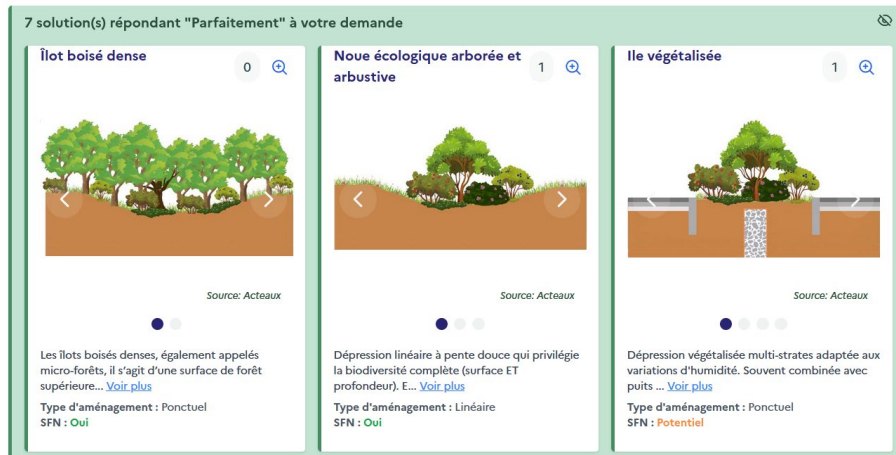 7 solution(s) répondant "Parfaitement" à votre demande
Îlot boisé dense
0
Source: Acteaux
Les îlots boisés denses, également appelés
micro-forêts, il s’agit d’une surface de forêt
supérieure... Voir plus
Type d'aménagement : Ponctuel
SFN : Oui
Noue écologique arborée et
arbustive
1
Source: Acteaux
Dépression linéaire à pente douce qui privilégie
la biodiversité complète (surface ET
profondeur). E... Voir plus
Type d'aménagement : Linéaire
SFN : Oui
Ile végétalisée
1
Source: Acteaux
Dépression végétalisée multi-strates adaptée aux
variations d'humidité. Souvent combinée avec
puits ... Voir plus
Type d'aménagement : Ponctuel
SFN : Potentiel